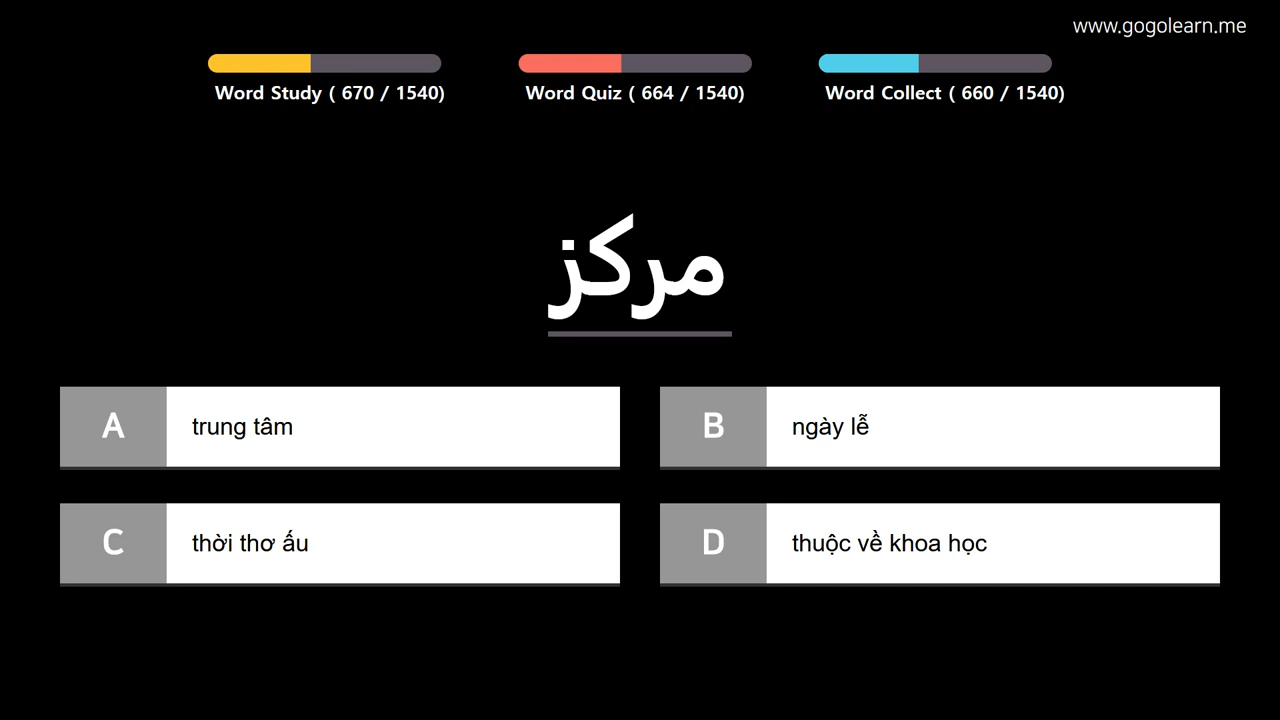 www.gogolearn.me
Word Study ( 670 / 1540)
Word Quiz ( 664 / 1540)
Word Collect ( 660 / 1540)
مرکز
A
trung tâm
B
ngày lễ
C
thời thơ ấu
D
thuộc về khoa học